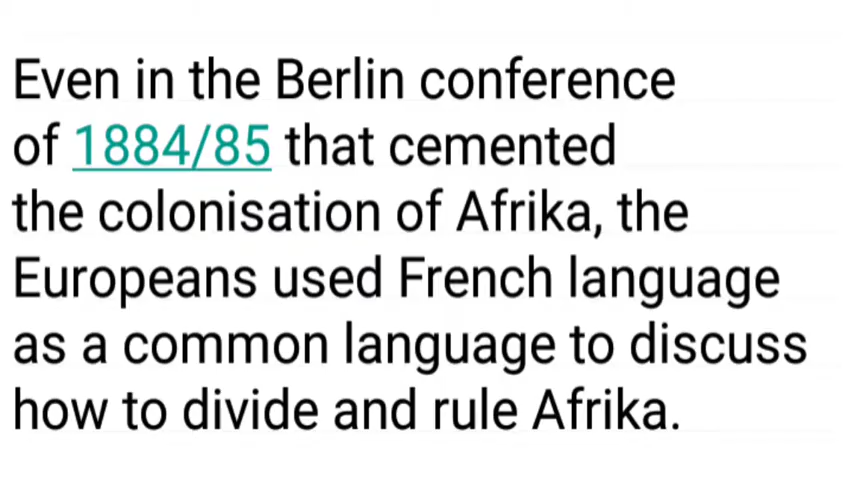 Even in the Berlin conference
of 1884/85 that cemented
the colonisation of Afrika, the
Europeans used French language
as a common language to discuss
how to divide and rule Afrika.